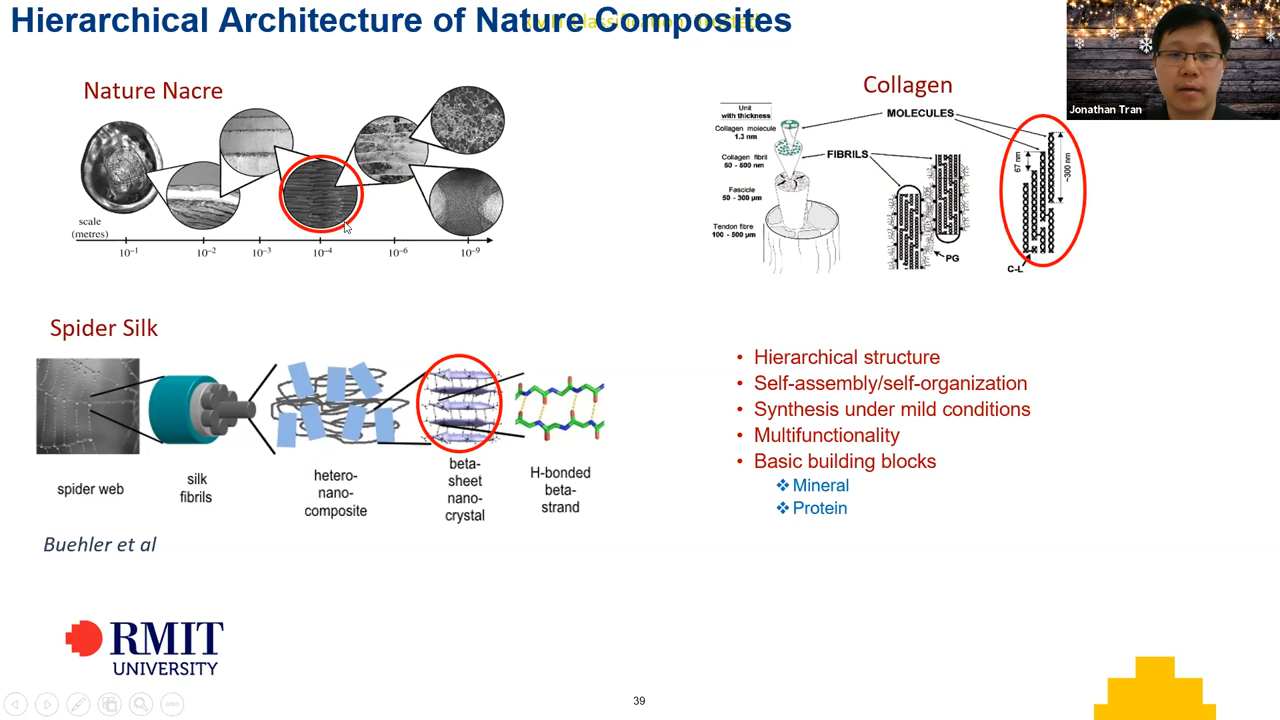 Hierarchical Architecture of Nature Composites
Jonathan Tran
Nature Nacre
scale
(metres)
10⁻¹
10⁻²
10⁻³
10⁻⁴
10⁻⁶
10⁻⁹
Collagen
Unit
with thickness
Collagen molecule
1.3 nm
Collagen fibril
50 - 500 nm
Fascicle
50 - 300 µm
Tendon fibre
100 - 500 µm
MOLECULES
FIBRILS
PG
67 nm
~300 nm
C-L
Spider Silk
spider web
silk
fibrils
hetero-
nano-
composite
beta-
sheet
nano-
crystal
H-bonded
beta-
strand
Buehler et al
• Hierarchical structure
• Self-assembly/self-organization
• Synthesis under mild conditions
• Multifunctionality
• Basic building blocks
❖ Mineral
❖ Protein
RMIT
UNIVERSITY
39